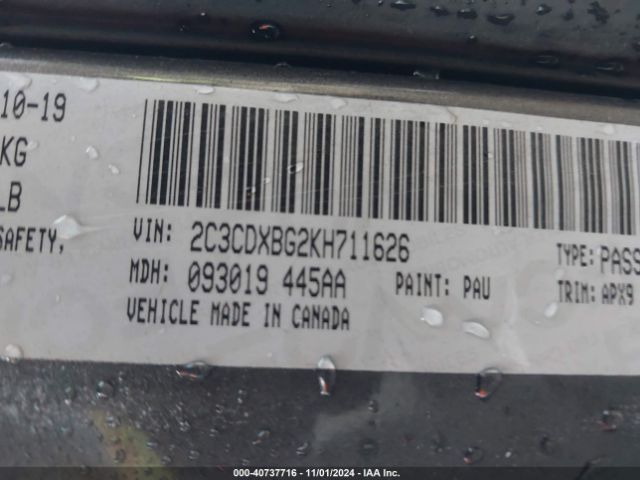 10-19
KG
LB
SAFETY,
VIN: 2C3CDXBG2KH711626
TYPE: PASS
MDH: 093019 445AA PAINT: PAU
TRIM: APX9
VEHICLE MADE IN CANADA
000-40737716 - 11/01/2024 - IAA Inc.